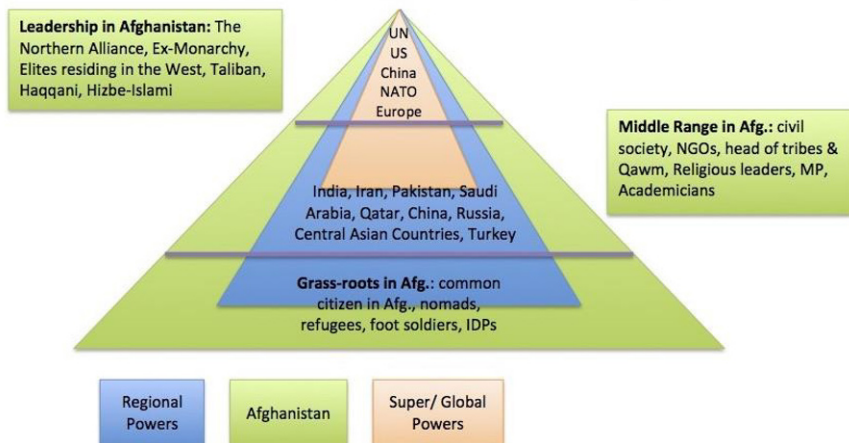 Leadership in Afghanistan: The
Northern Alliance, Ex-Monarchy,
Elites residing in the West, Taliban,
Haqqani, Hizbe-Islami
UN
US
China
NATO
Europe
Middle Range in Afg.: civil
society, NGOs, head of tribes &
Qawm, Religious leaders, MP,
Academicians
India, Iran, Pakistan, Saudi
Arabia, Qatar, China, Russia,
Central Asian Countries, Turkey
Grass-roots in Afg.: common
citizen in Afg., nomads,
refugees, foot soldiers, IDPs
Regional
Powers
Afghanistan
Super/ Global
Powers